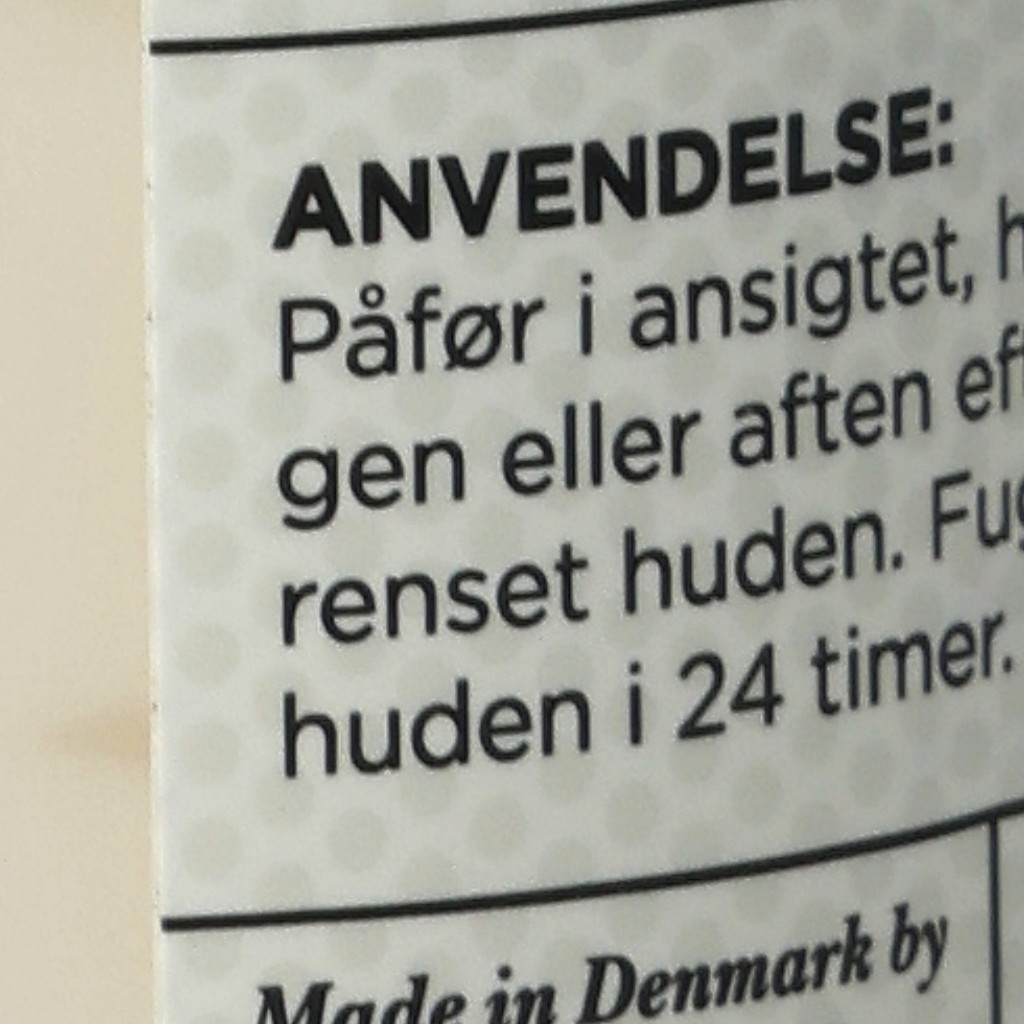 ANVENDELSE:
Påfør i ansigtet,
gen eller aften
renset huden.
huden i 24 timer.
Made in Denmark by